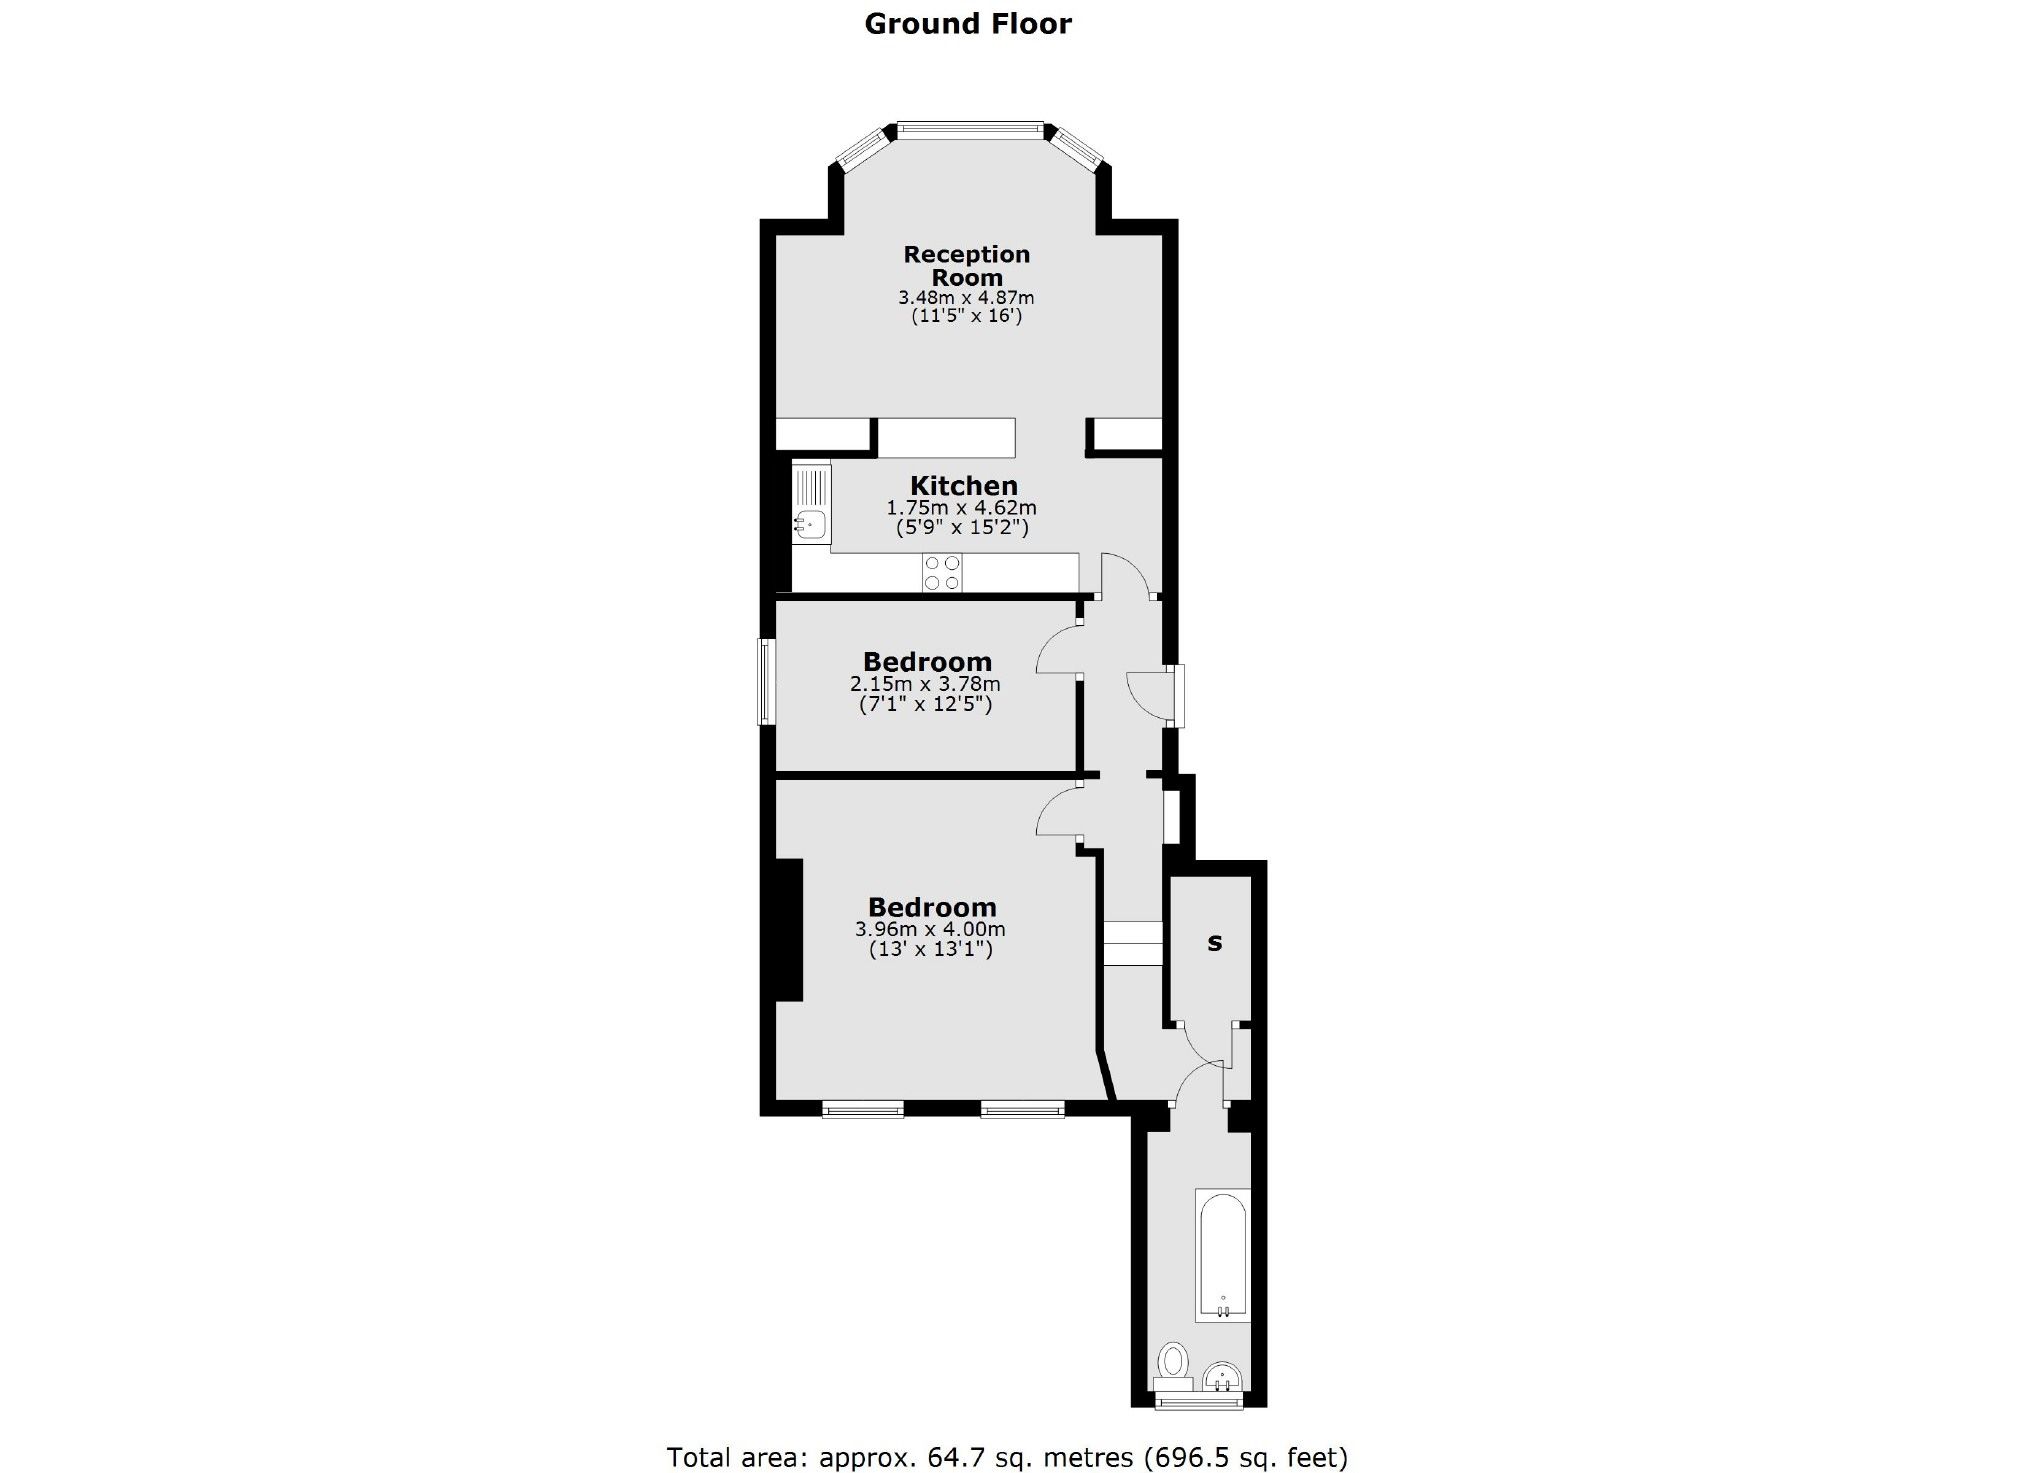 Ground Floor
Reception
Room
3.48m x 4.87m
(11'5" x 16')
Kitchen
1.75m x 4.62m
(5'9" x 15'2")
Bedroom
2.15m x 3.78m
(7'1" x 12'5")
Bedroom
3.96m x 4.00m
(13' x 13'1")
S
Total area: approx. 64.7 sq. metres (696.5 sq. feet)